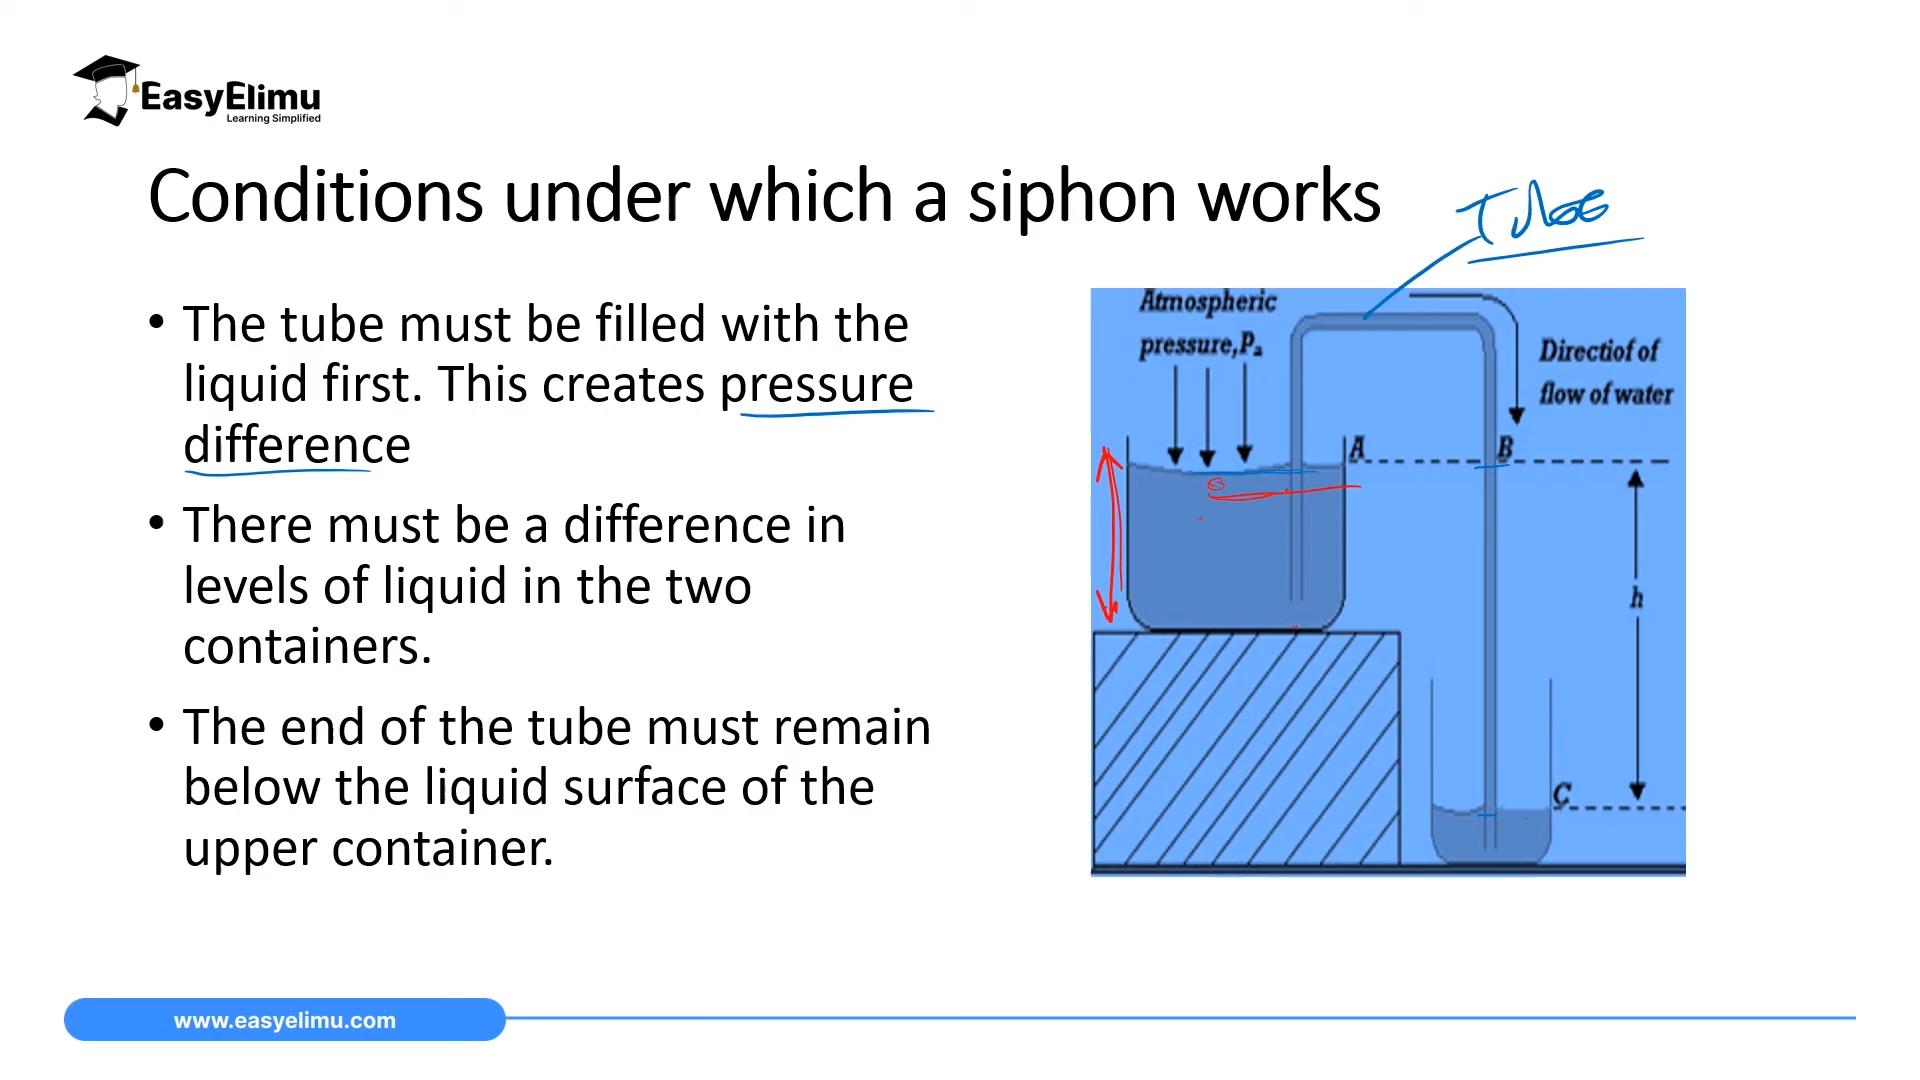 EasyElimu
Learning Simplified
Conditions under which a siphon works
Tube
• The tube must be filled with the
liquid first. This creates pressure
difference
• There must be a difference in
levels of liquid in the two
containers.
• The end of the tube must remain
below the liquid surface of the
upper container.
Atmospheric
pressure, Pa
Directiof of
flow of water
A
B
h
C
www.easyelimu.com